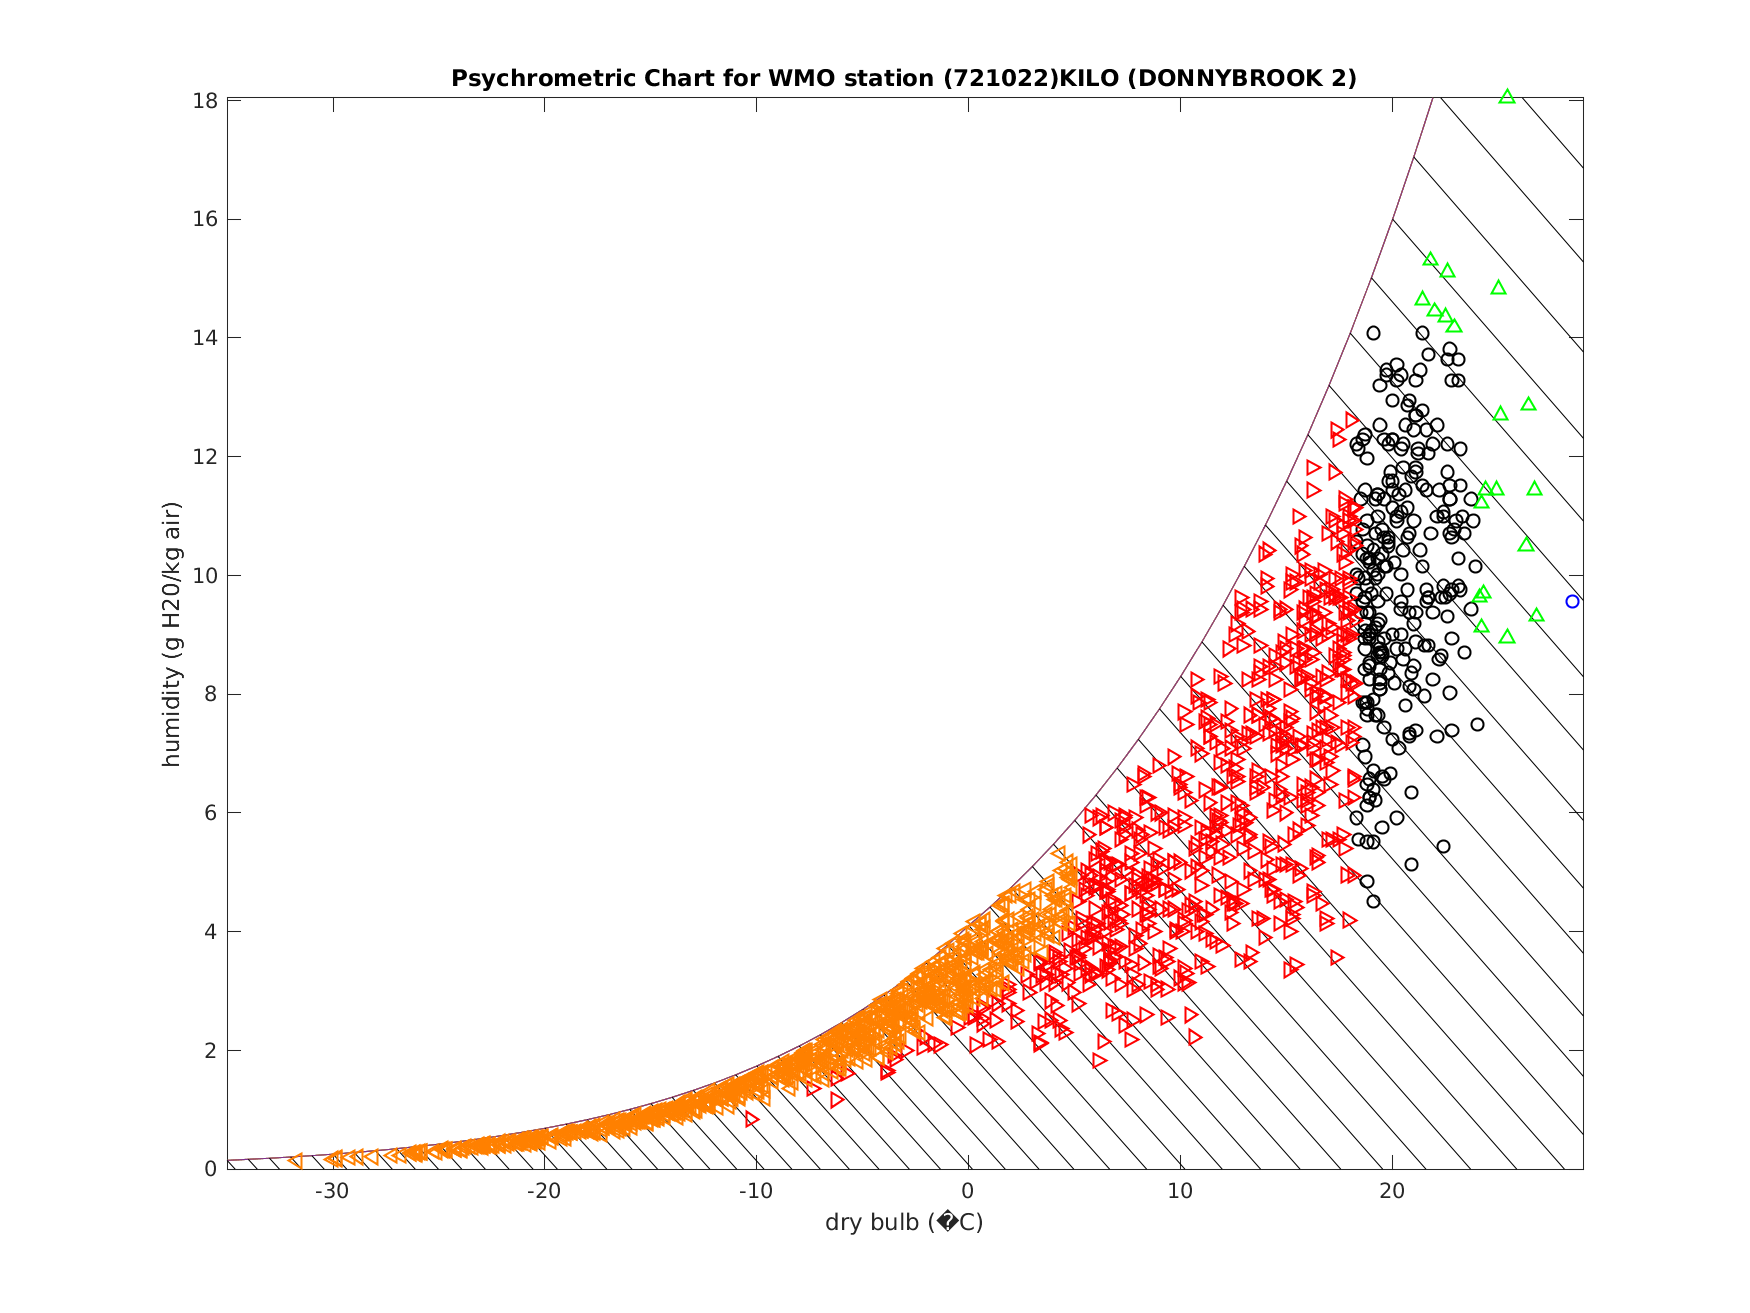 Psychrometric Chart for WMO station (721022)KILO (DONNYBROOK 2)
18
16
14
12
10
8
6
4
2
0
humidity (g H20/kg air)
-30 -20 -10 0 10 20
dry bulb (�C)